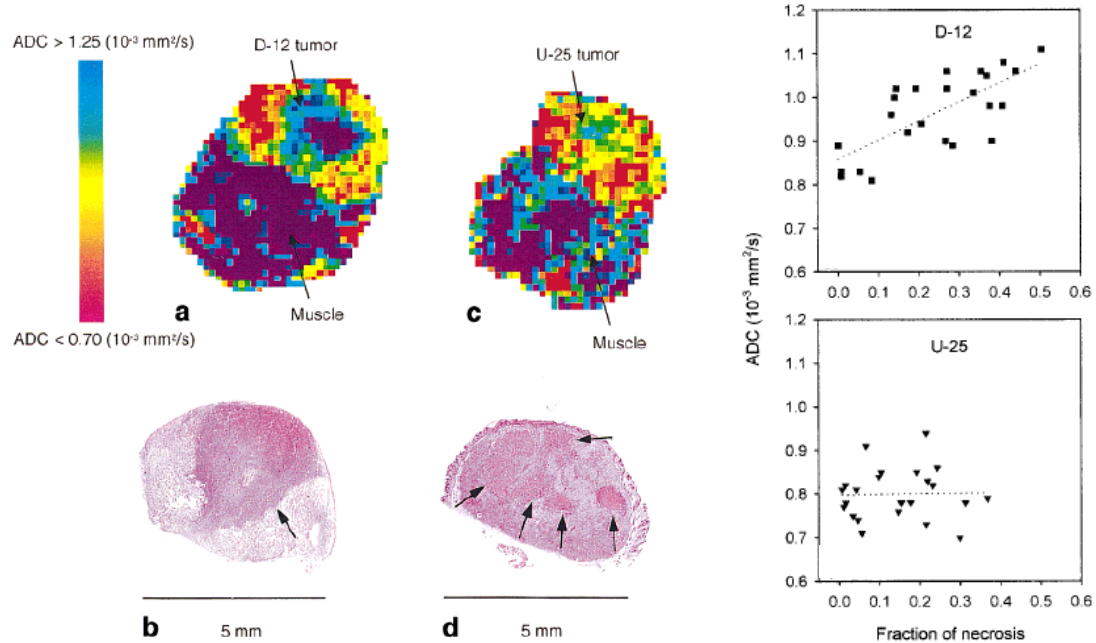 ADC > 1.25 (10⁻³ mm²/s)
D-12 tumor
U-25 tumor
a
Muscle
c
Muscle
ADC < 0.70 (10⁻³ mm²/s)
b
5 mm
d
5 mm
1.2
1.1
1.0
0.9
0.8
0.7
0.6
D-12
0.0 0.1 0.2 0.3 0.4 0.5 0.6
ADC (10⁻³ mm²/s)
1.2
1.1
1.0
0.9
0.8
0.7
0.6
U-25
0.0 0.1 0.2 0.3 0.4 0.5 0.6
Fraction of necrosis